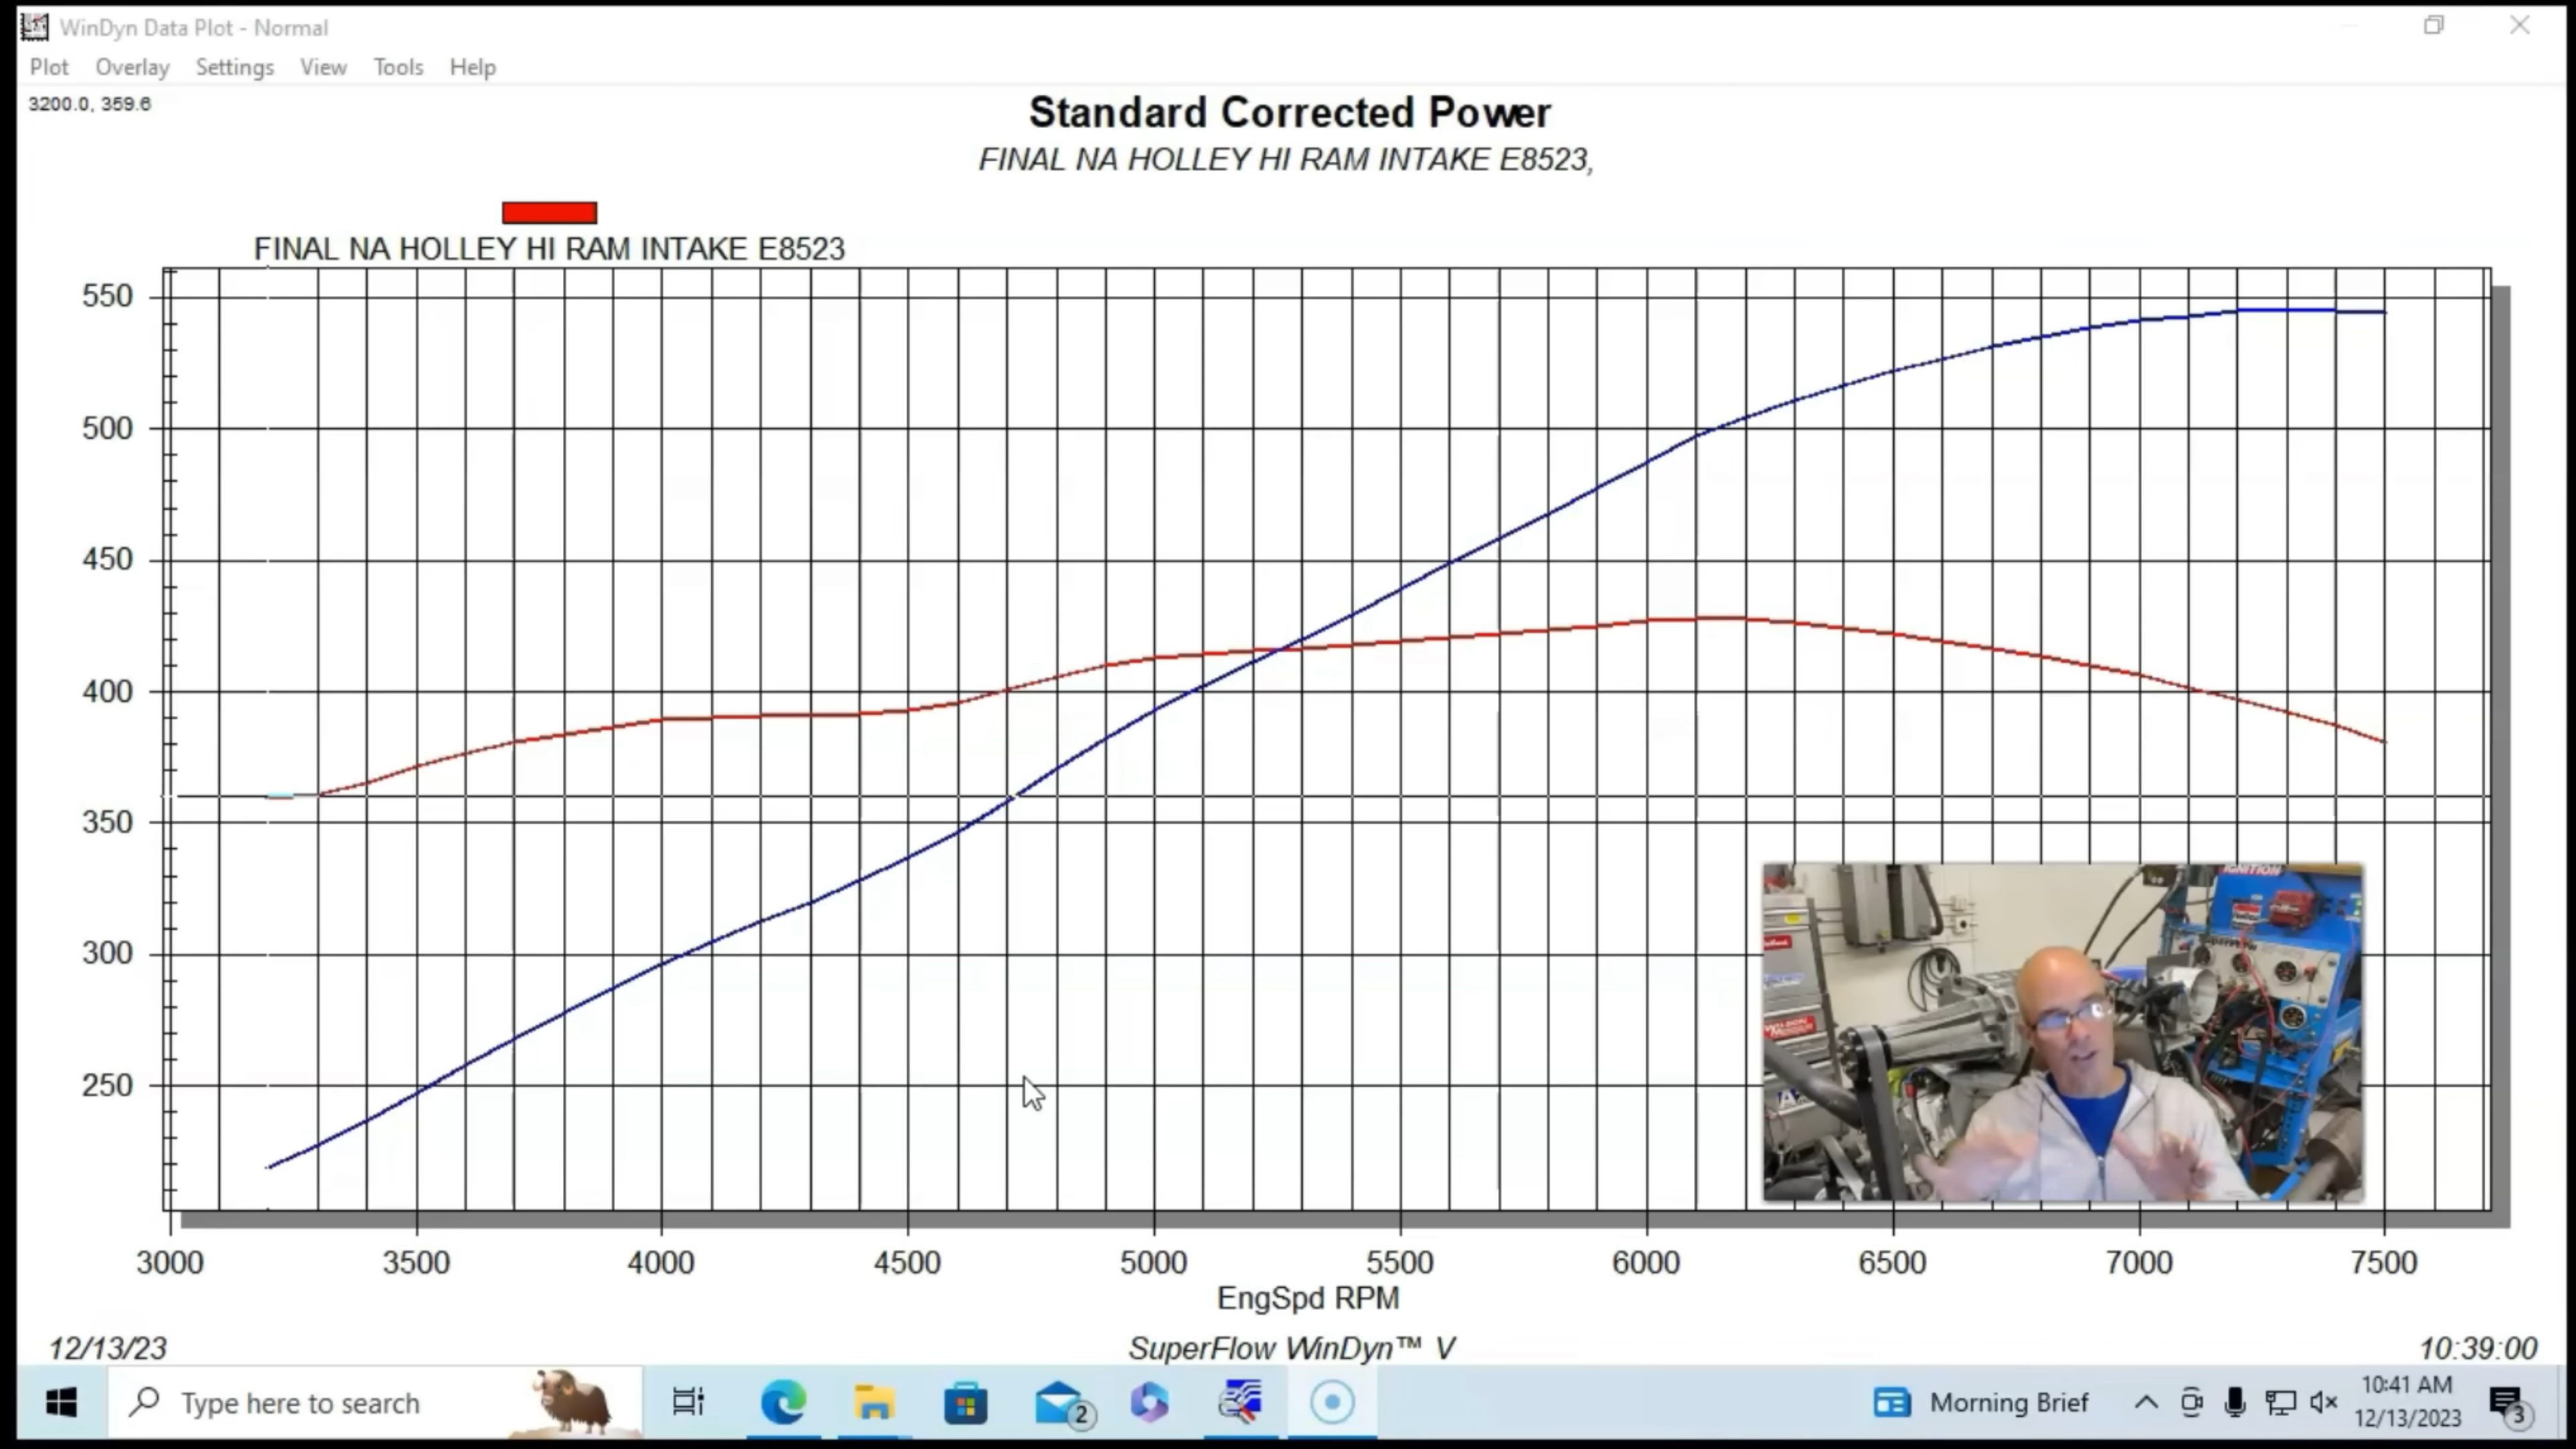 WinDyn Data Plot - Normal
Plot Overlay Settings View Tools Help
3200.0, 359.6
Standard Corrected Power
FINAL NA HOLLEY HI RAM INTAKE E8523,
FINAL NA HOLLEY HI RAM INTAKE E8523
550
500
450
400
350
300
250
3000 3500 4000 4500 5000 5500 6000 6500 7000 7500
EngSpd RPM
12/13/23 SuperFlow WinDyn™ V 10:39:00
IGNITION
Type here to search
2
Morning Brief
10:41 AM
12/13/2023
3